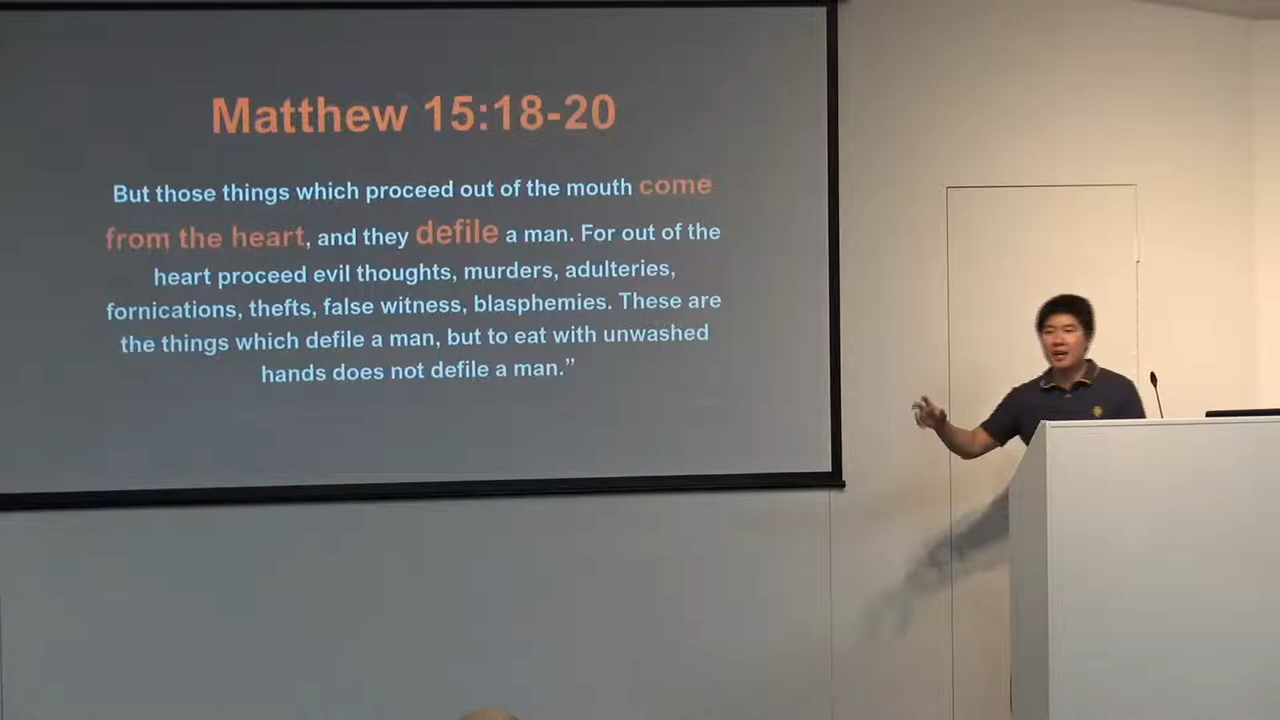 Matthew 15:18-20
But those things which proceed out of the mouth come
from the heart, and they defile a man. For out of the
heart proceed evil thoughts, murders, adulteries,
fornications, thefts, false witness, blasphemies. These are
the things which defile a man, but to eat with unwashed
hands does not defile a man.”